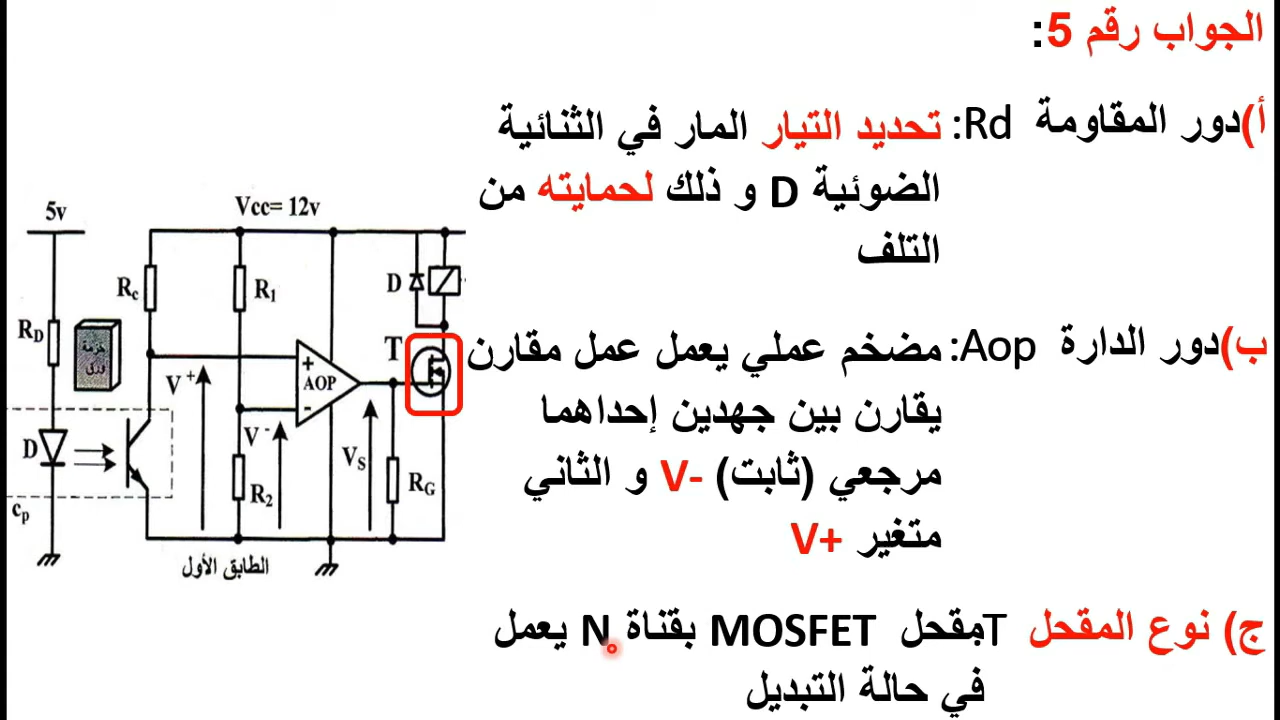 الجواب رقم 5:
أ)دور المقاومة Rd: تحديد التيار المار في الثنائية
الضوئية D و ذلك لحمايته من
التلف
ب)دور الدارة Aop: مضخم عملي يعمل عمل مقارن
يقارن بين جهدين إحداهما
مرجعي (ثابت) V- و الثاني
متغير V+
ج) نوع المقحل Tمقحل MOSFET بقناة N يعمل
في حالة التبديل
5v
Vcc= 12v
Rc
R1
D
RD
حزمة
ورق
T
V+
+
AOP
-
D
V-
VS
R2
RG
cp
الطابق الأول